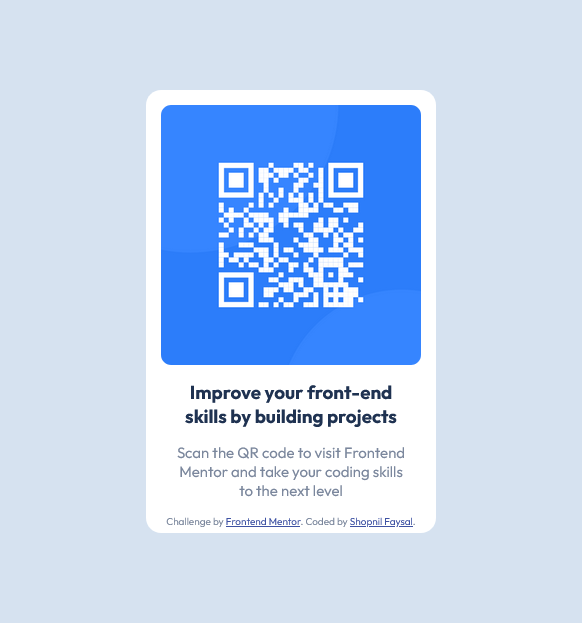 Improve your front-end
skills by building projects
Scan the QR code to visit Frontend
Mentor and take your coding skills
to the next level
Challenge by Frontend Mentor. Coded by Shopnil Faysal.